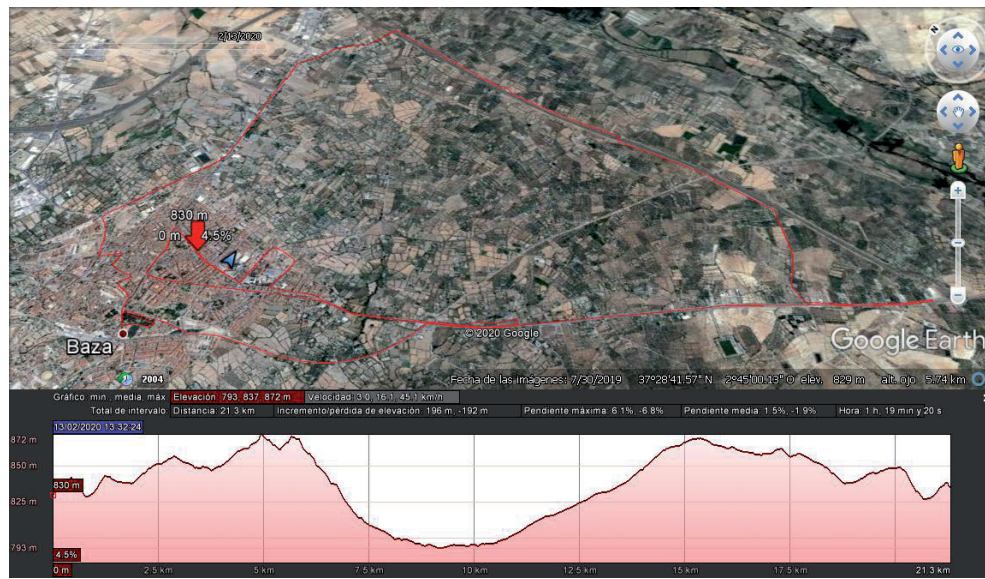 2/13/2020
N
830 m
0 m 4.5%
Baza
© 2020 Google
Google Earth
2004
Fecha de las imágenes: 7/30/2019 37°28'41.57" N 2°45'00.13" O elev. 829 m alt. ojo 5.74 km
Gráfico: mín., media, máx. Elevación: 793, 837, 872 m Velocidad: 3.0, 16.1, 45.1 km/h
Total de intervalo: Distancia: 21.3 km Incremento/pérdida de elevación: 196 m, -192 m Pendiente máxima: 6.1%, -6.8% Pendiente media: 1.5%, -1.9% Hora: 1 h, 19 min y 20 s
13/02/2020 13:32:24
872 m
850 m
830 m
825 m
793 m
4.5%
0 m 2.5 km 5 km 7.5 km 10 km 12.5 km 15 km 17.5 km 21.3 km